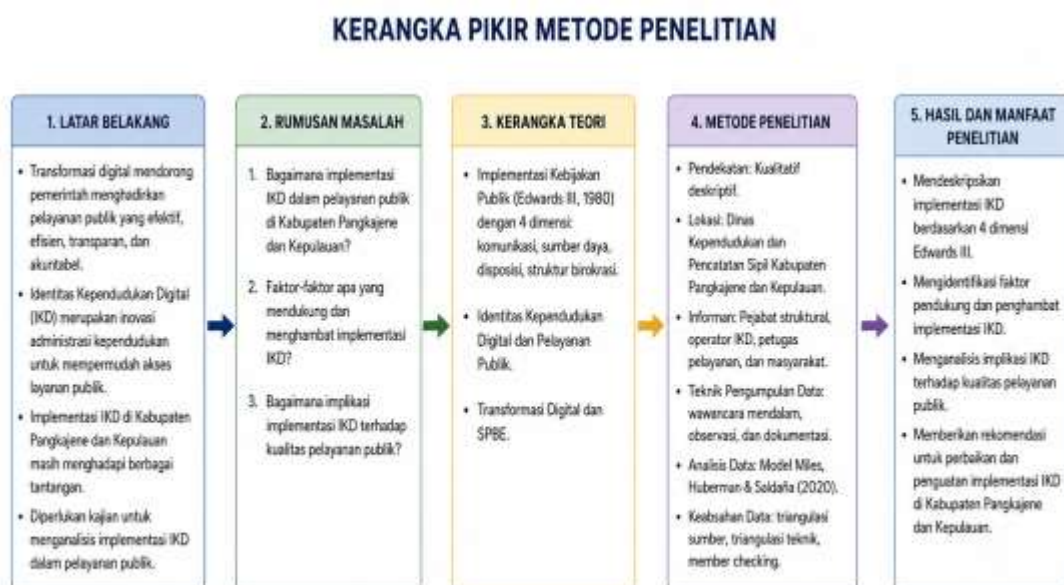 KERANGKA PIKIR METODE PENELITIAN
1. LATAR BELAKANG
• Transformasi digital mendorong
pemerintah menghadirkan
pelayanan publik yang efektif,
efisien, transparan, dan
akuntabel.
• Identitas Kependudukan Digital
(IKD) merupakan inovasi
administrasi kependudukan
untuk mempermudah akses
layanan publik.
• Implementasi IKD di Kabupaten
Pangkajene dan Kepulauan
masih menghadapi berbagai
tantangan.
• Diperlukan kajian untuk
menganalisis implementasi IKD
dalam pelayanan publik.
2. RUMUSAN MASALAH
1. Bagaimana implementasi
IKD dalam pelayanan publik
di Kabupaten Pangkajene
dan Kepulauan?
2. Faktor-faktor apa yang
mendukung dan
menghambat implementasi
IKD?
3. Bagaimana implikasi
implementasi IKD terhadap
kualitas pelayanan publik?
3. KERANGKA TEORI
• Implementasi Kebijakan
Publik (Edwards III, 1980)
dengan 4 dimensi:
komunikasi, sumber daya,
disposisi, struktur birokrasi.
• Identitas Kependudukan
Digital dan Pelayanan
Publik.
• Transformasi Digital dan
SPBE.
4. METODE PENELITIAN
• Pendekatan: Kualitatif
deskriptif.
• Lokasi: Dinas
Kependudukan dan
Pencatatan Sipil Kabupaten
Pangkajene dan Kepulauan.
• Informan: Pejabat struktural,
operator IKD, petugas
pelayanan, dan masyarakat.
• Teknik Pengumpulan Data:
wawancara mendalam,
observasi, dan dokumentasi.
• Analisis Data: Model Miles,
Huberman & Saldaña (2020).
• Keabsahan Data: triangulasi
sumber, triangulasi teknik,
member checking.
5. HASIL DAN MANFAAT
PENELITIAN
• Mendeskripsikan
implementasi IKD
berdasarkan 4 dimensi
Edwards III.
• Mengidentifikasi faktor
pendukung dan penghambat
implementasi IKD.
• Menganalisis implikasi IKD
terhadap kualitas pelayanan
publik.
• Memberikan rekomendasi
untuk perbaikan dan
penguatan implementasi IKD
di Kabupaten Pangkajene
dan Kepulauan.